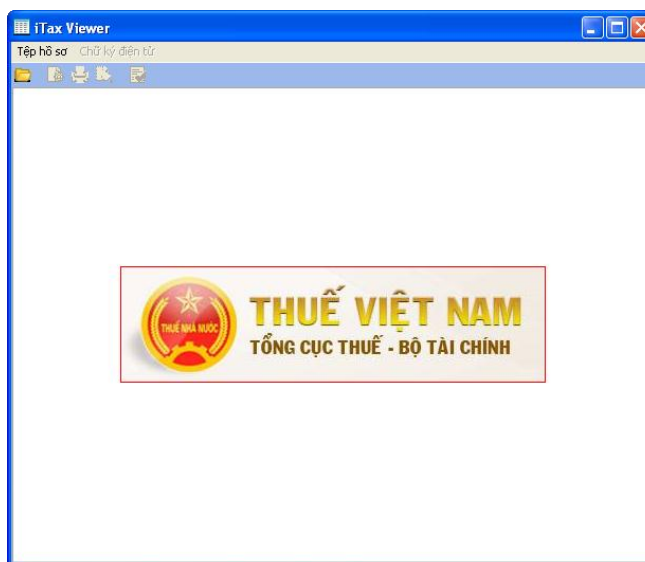 iTax Viewer
Tệp hồ sơ Chữ ký điện tử
THUẾ NHÀ NƯỚC
THUẾ VIỆT NAM
TỔNG CỤC THUẾ - BỘ TÀI CHÍNH